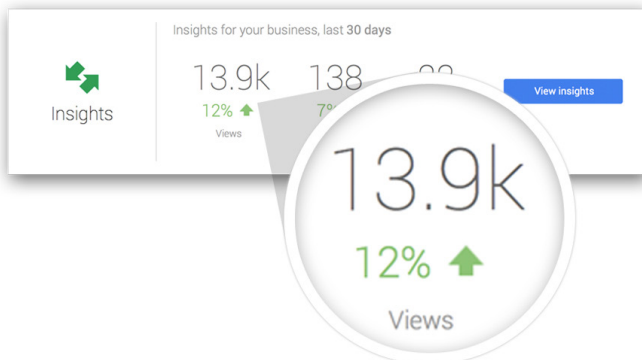 Insights for your business, last 30 days
Insights
13.9k 138
12% 7%
Views
View insights
13.9k
12%
Views